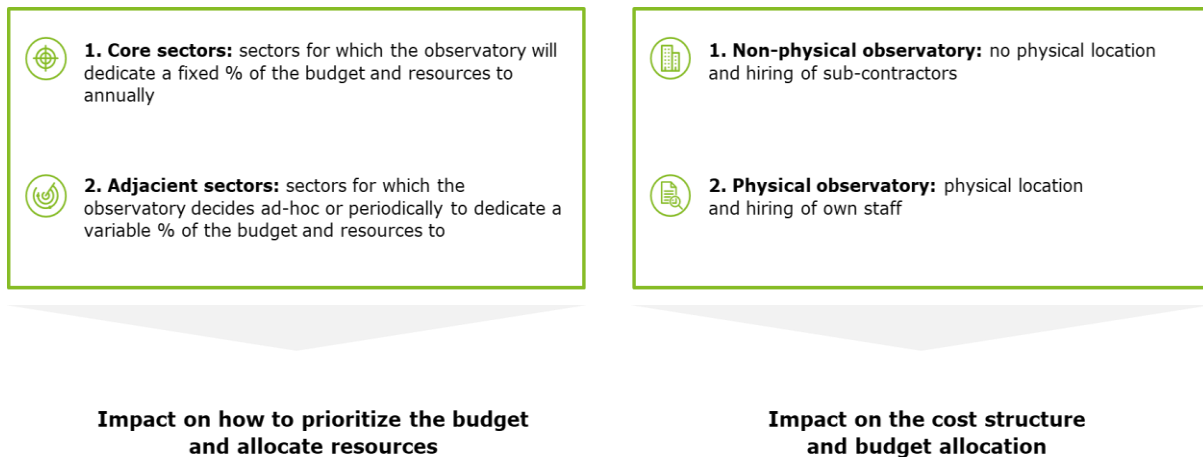 1. Core sectors: sectors for which the observatory will
dedicate a fixed % of the budget and resources to
annually
2. Adjacient sectors: sectors for which the
observatory decides ad-hoc or periodically to dedicate a
variable % of the budget and resources to
Impact on how to prioritize the budget
and allocate resources
1. Non-physical observatory: no physical location
and hiring of sub-contractors
2. Physical observatory: physical location
and hiring of own staff
Impact on the cost structure
and budget allocation